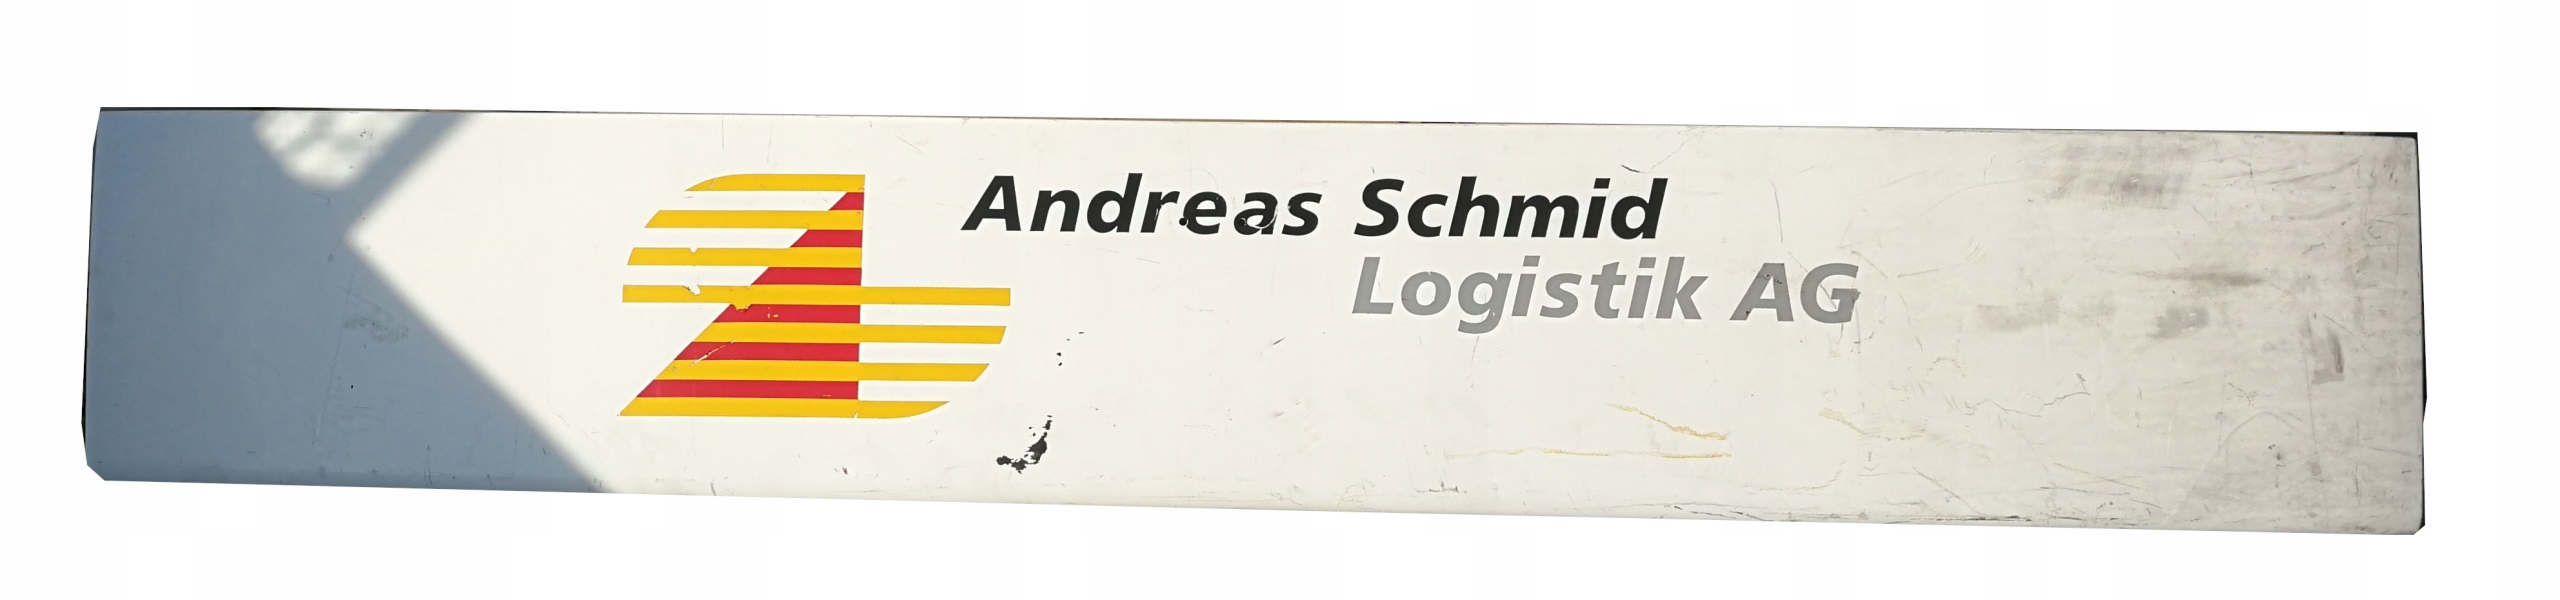 Andreas Schmid
Logistik AG